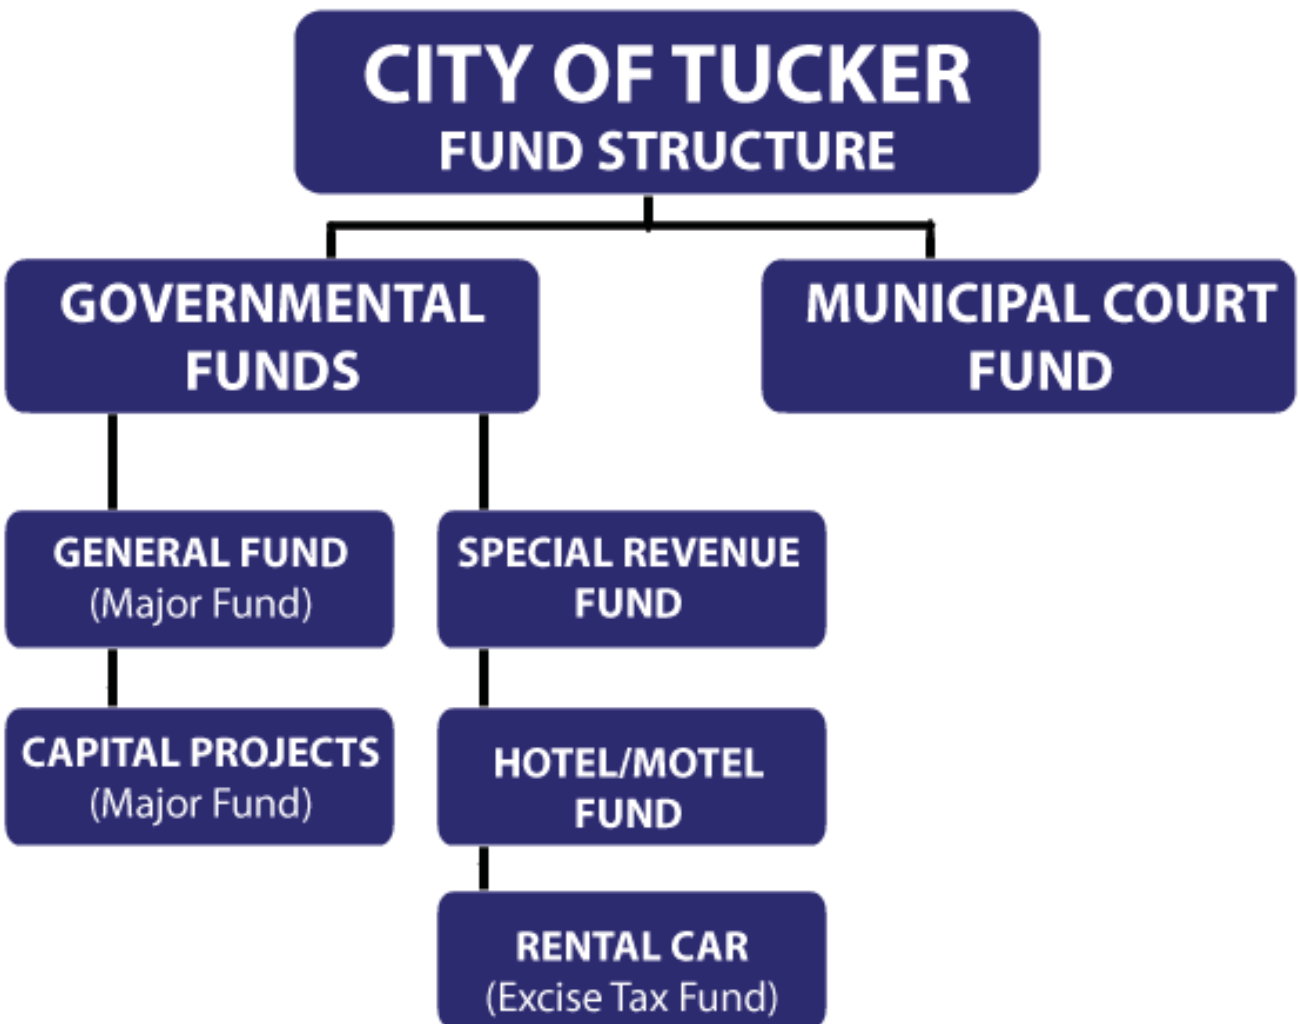 CITY OF TUCKER
FUND STRUCTURE
GOVERNMENTAL
FUNDS
MUNICIPAL COURT
FUND
GENERAL FUND
(Major Fund)
SPECIAL REVENUE
FUND
CAPITAL PROJECTS
(Major Fund)
HOTEL/MOTEL
FUND
RENTAL CAR
(Excise Tax Fund)